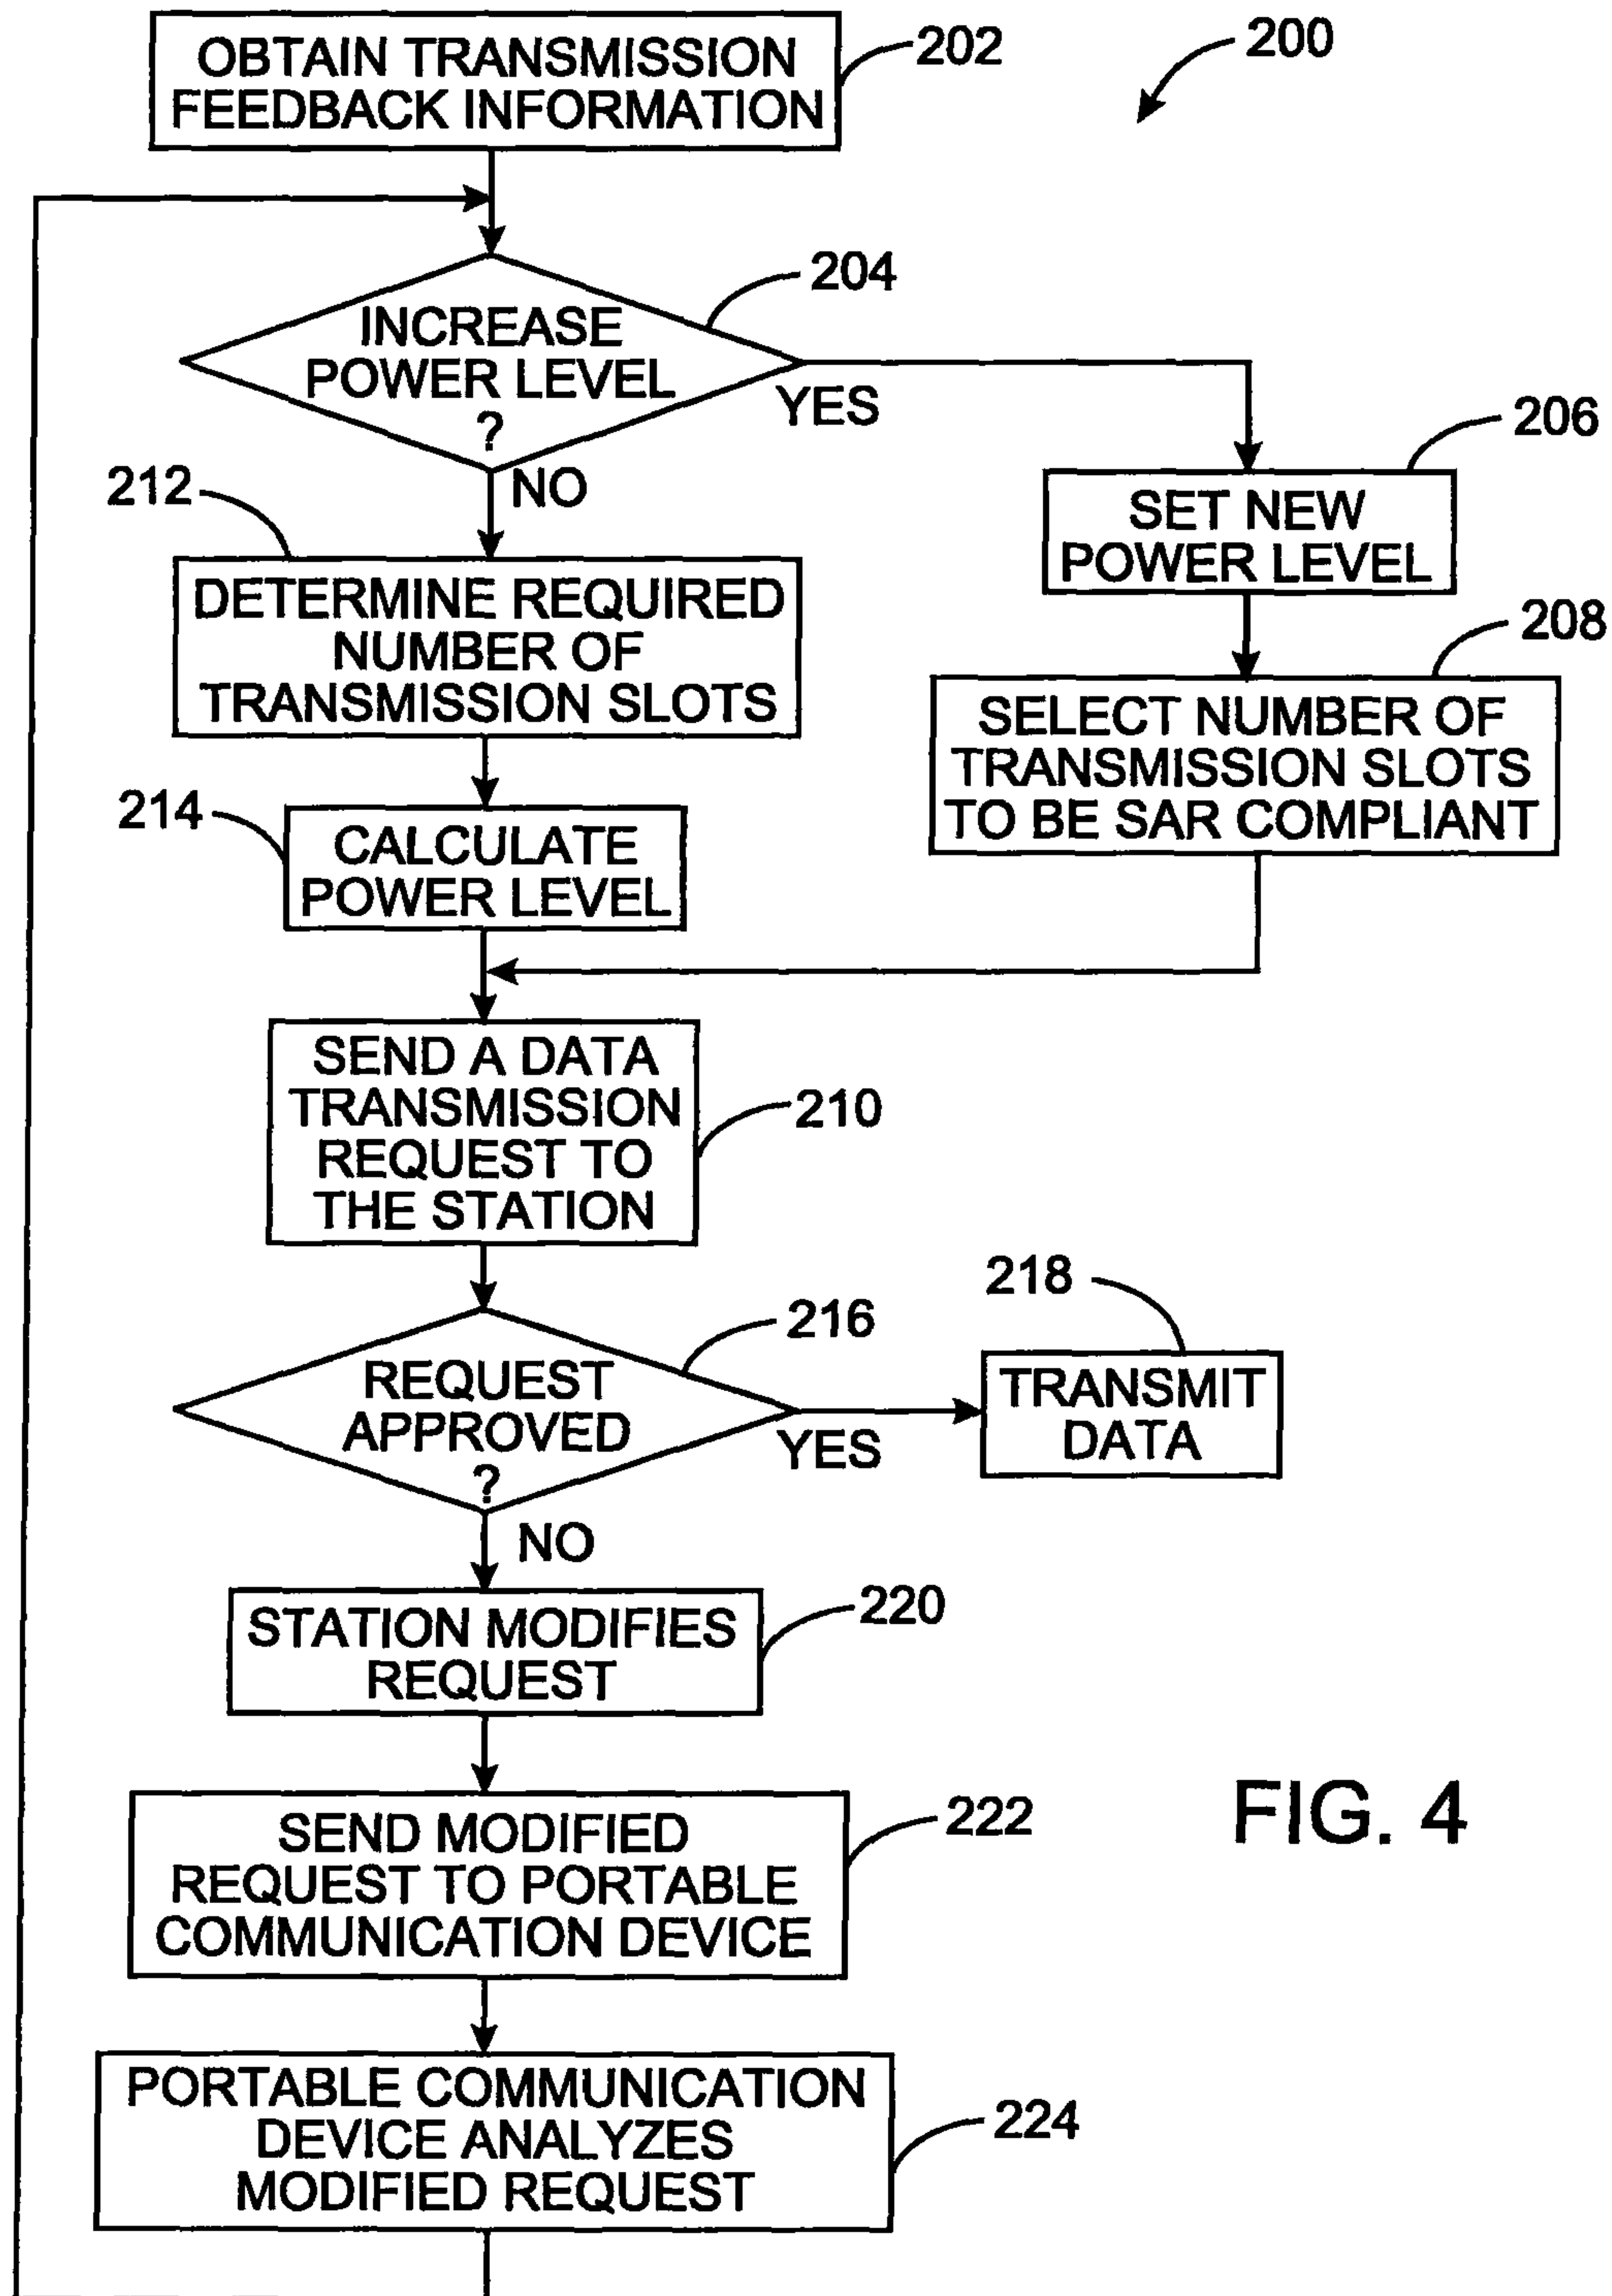 OBTAIN TRANSMISSION
FEEDBACK INFORMATION
202
200
INCREASE
POWER LEVEL
?
204
YES
NO
206
SET NEW
POWER LEVEL
212
DETERMINE REQUIRED
NUMBER OF
TRANSMISSION SLOTS
208
SELECT NUMBER OF
TRANSMISSION SLOTS
TO BE SAR COMPLIANT
214
CALCULATE
POWER LEVEL
SEND A DATA
TRANSMISSION
REQUEST TO
THE STATION
210
216
REQUEST
APPROVED
?
YES
NO
218
TRANSMIT
DATA
STATION MODIFIES
REQUEST
220
SEND MODIFIED
REQUEST TO PORTABLE
COMMUNICATION DEVICE
222
FIG. 4
PORTABLE COMMUNICATION
DEVICE ANALYZES
MODIFIED REQUEST
224